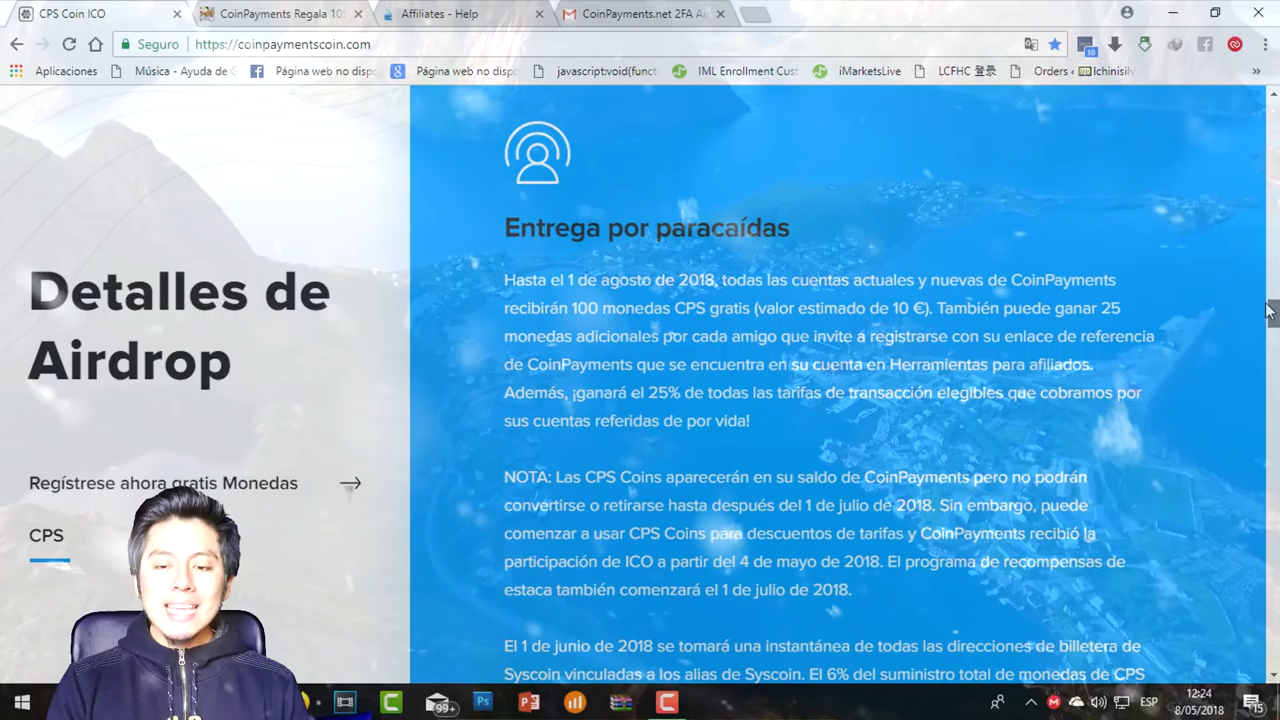 CPS Coin ICO
CoinPayments Regala 10
Affiliates - Help
CoinPayments.net 2FA Au
Seguro
https://coinpaymentscoin.com
10
Aplicaciones
Música - Ayuda de G
Página web no dispo
Página web no dispo
javascript:void(funct
IML Enrollment Cust
iMarketsLive
LCFHC 登录
Orders ‹
»
Detalles de
Airdrop
Regístrese ahora gratis Monedas
CPS
Entrega por paracaídas
Hasta el 1 de agosto de 2018, todas las cuentas actuales y nuevas de CoinPayments
recibirán 100 monedas CPS gratis (valor estimado de 10 €). También puede ganar 25
monedas adicionales por cada amigo que invite a registrarse con su enlace de referencia
de CoinPayments que se encuentra en su cuenta en Herramientas para afiliados.
Además, ¡ganará el 25% de todas las tarifas de transacción elegibles que cobramos por
sus cuentas referidas de por vida!
NOTA: Las CPS Coins aparecerán en su saldo de CoinPayments pero no podrán
convertirse o retirarse hasta después del 1 de julio de 2018. Sin embargo, puede
comenzar a usar CPS Coins para descuentos de tarifas y CoinPayments recibió la
participación de ICO a partir del 4 de mayo de 2018. El programa de recompensas de
estaca también comenzará el 1 de julio de 2018.
El 1 de junio de 2018 se tomará una instantánea de todas las direcciones de billetera de
Syscoin vinculadas a los alias de Syscoin. El 6% del suministro total de monedas de CPS
99+
ESP
12:24
8/05/2018
15